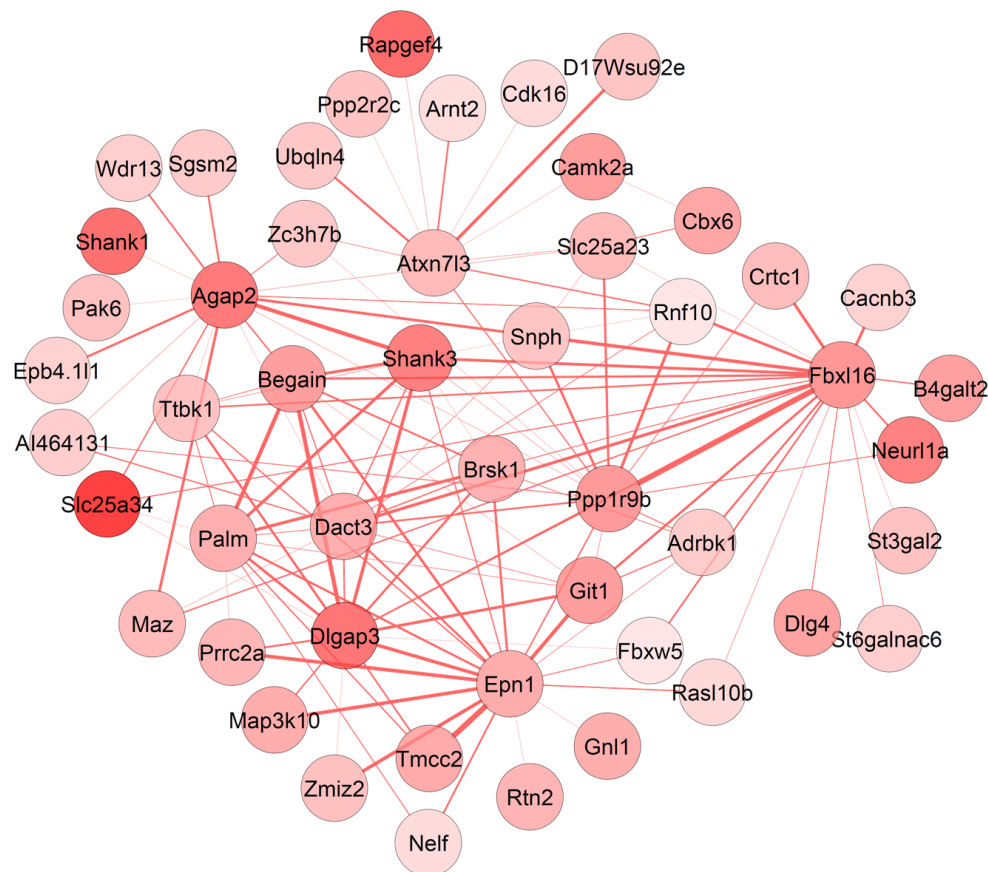 Rapgef4
D17Wsu92e
Ppp2r2c
Arnt2
Cdk16
Ubqln4
Wdr13
Sgsm2
Camk2a
Cbx6
Shank1
Zc3h7b
Slc25a23
Atxn7l3
Crtc1
Agap2
Cacnb3
Pak6
Rnf10
Snph
Shank3
Epb4.1l1
Begain
Fbxl16
B4galt2
Ttbk1
AI464131
Neurl1a
Brsk1
Slc25a34
Ppp1r9b
Palm
Dact3
Adrbk1
St3gal2
Git1
Maz
Dlgap3
Dlg4
St6galnac6
Prrc2a
Fbxw5
Epn1
Rasl10b
Map3k10
Gnl1
Tmcc2
Zmiz2
Rtn2
Nelf